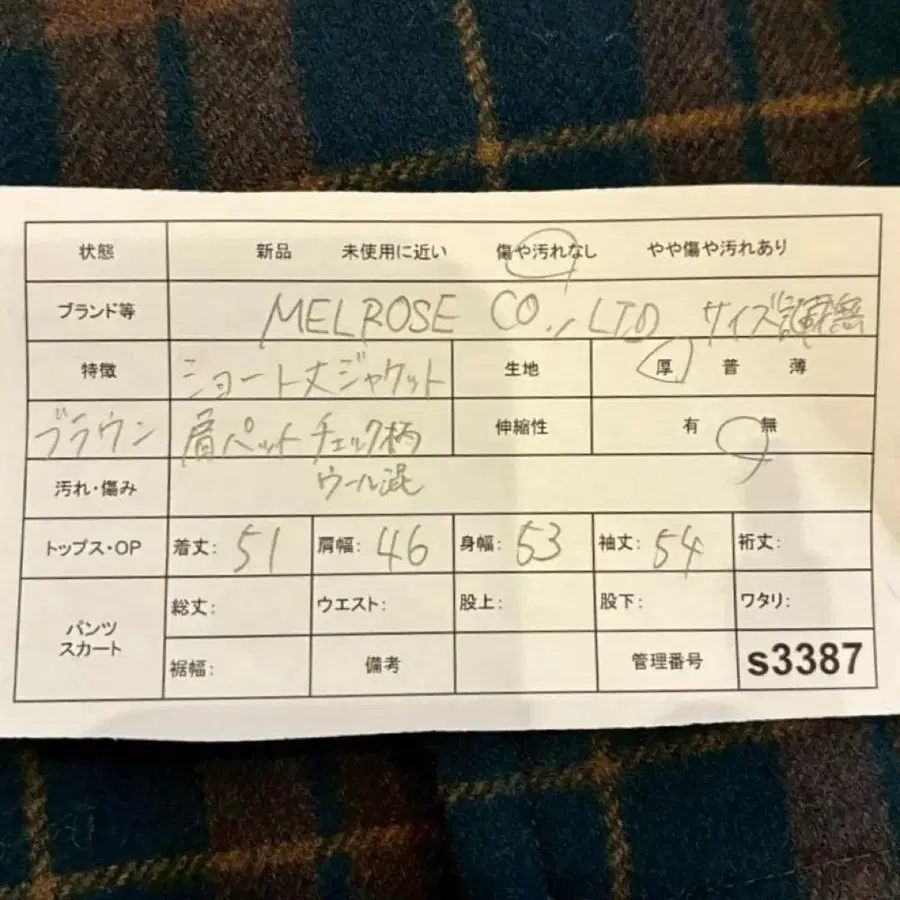 状態 新品 未使用に近い 傷や汚れなし やや傷や汚れあり
ブランド等 MELROSE CO., LTD サイズ記載無
特徴 ショート丈ジャケット 生地 厚 普 薄
ブラウン 肩パット チェック柄 伸縮性 有 無
汚れ・傷み ウール混
トップス・OP 着丈: 51 肩幅: 46 身幅: 53 袖丈: 54 裄丈:
パンツ スカート 総丈: ウエスト: 股上: 股下: ワタリ:
裾幅: 備考 管理番号 s3387